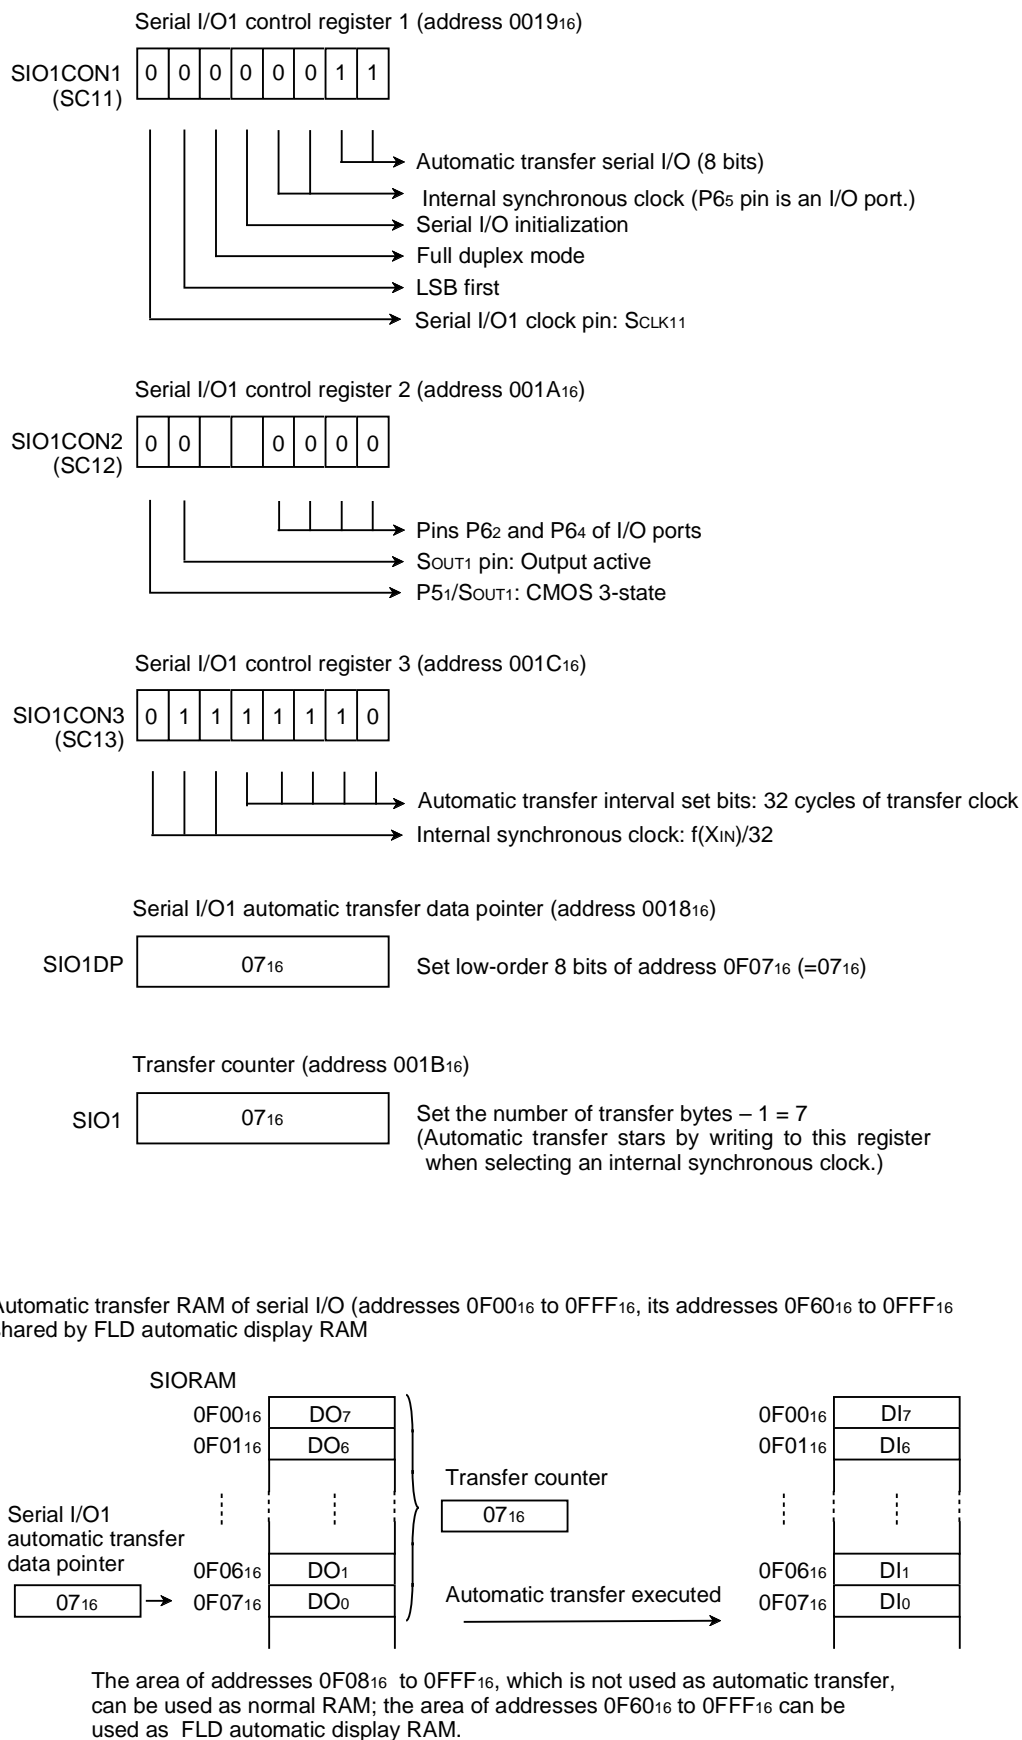 Serial I/O1 control register 1 (address 0019₁₆)
SIO1CON1 0 0 0 0 0 0 1 1
(SC11)
Automatic transfer serial I/O (8 bits)
Internal synchronous clock (P6₅ pin is an I/O port.)
Serial I/O initialization
Full duplex mode
LSB first
Serial I/O1 clock pin: SCLK11
Serial I/O1 control register 2 (address 001A₁₆)
SIO1CON2 0 0 0 0 0 0
(SC12)
Pins P6₂ and P6₄ of I/O ports
SOUT1 pin: Output active
P5₁/SOUT1: CMOS 3-state
Serial I/O1 control register 3 (address 001C₁₆)
SIO1CON3 0 1 1 1 1 1 1 0
(SC13)
Automatic transfer interval set bits: 32 cycles of transfer clock
Internal synchronous clock: f(XIN)/32
Serial I/O1 automatic transfer data pointer (address 0018₁₆)
SIO1DP 07₁₆ Set low-order 8 bits of address 0F07₁₆ (=07₁₆)
Transfer counter (address 001B₁₆)
SIO1 07₁₆ Set the number of transfer bytes – 1 = 7
(Automatic transfer stars by writing to this register
when selecting an internal synchronous clock.)
Automatic transfer RAM of serial I/O (addresses 0F00₁₆ to 0FFF₁₆, its addresses 0F60₁₆ to 0FFF₁₆
shared by FLD automatic display RAM
SIORAM
0F00₁₆ DO₇ 0F00₁₆ DI₇
0F01₁₆ DO₆ 0F01₁₆ DI₆
Transfer counter
07₁₆
Serial I/O1
automatic transfer
data pointer
07₁₆
0F06₁₆ DO₁ 0F06₁₆ DI₁
0F07₁₆ DO₀ Automatic transfer executed 0F07₁₆ DI₀
The area of addresses 0F08₁₆ to 0FFF₁₆, which is not used as automatic transfer,
can be used as normal RAM; the area of addresses 0F60₁₆ to 0FFF₁₆ can be
used as FLD automatic display RAM.